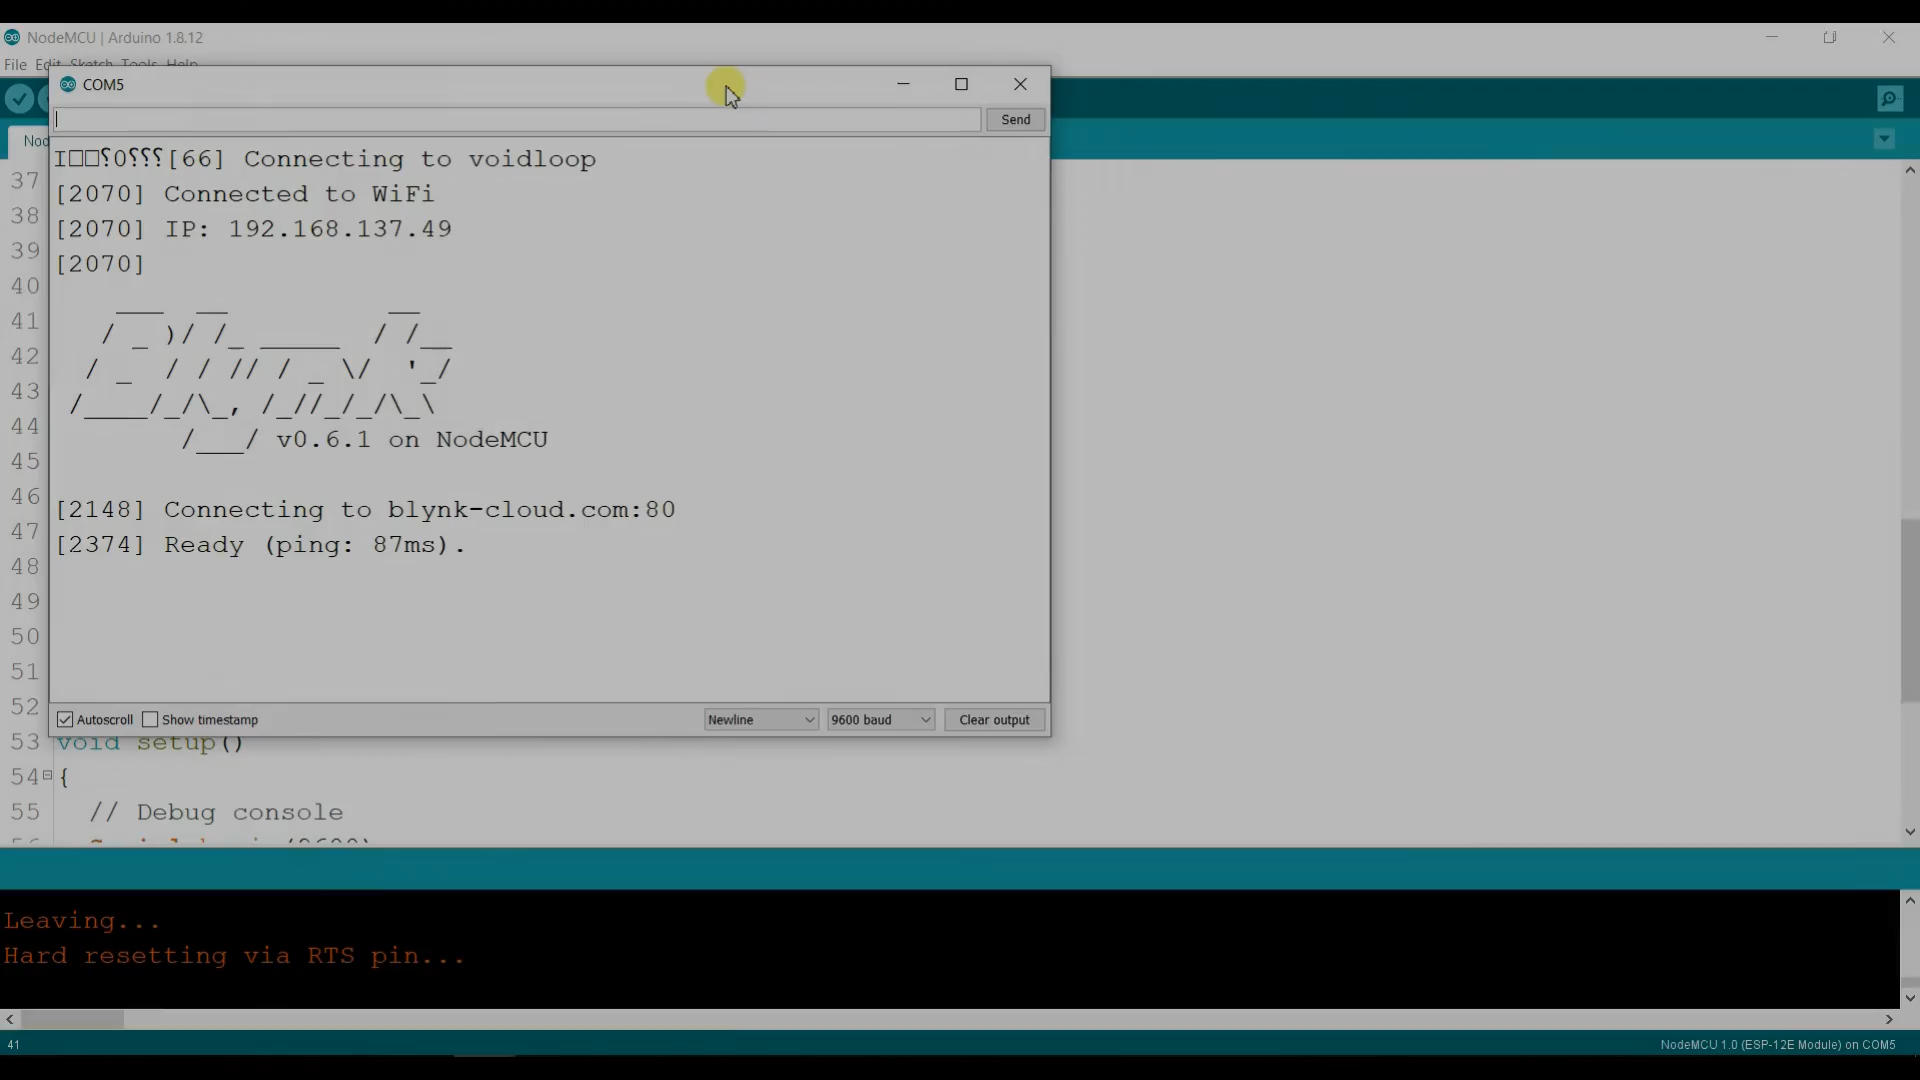 NodeMCU | Arduino 1.8.12
File Edit Sketch Tools Help
COM5
Send
Nod
[66] Connecting to voidloop
[2070] Connected to WiFi
[2070] IP: 192.168.137.49
[2070]
v0.6.1 on NodeMCU
[2148] Connecting to blynk-cloud.com:80
[2374] Ready (ping: 87ms).
Autoscroll Show timestamp Newline 9600 baud Clear output
37
38
39
40
41
42
43
44
45
46
47
48
49
50
51
52
53 void setup()
54 {
55 // Debug console
Leaving...
Hard resetting via RTS pin...
41
NodeMCU 1.0 (ESP-12E Module) on COM5